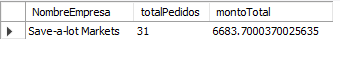 NombreEmpresa totalPedidos montoTotal
Save-a-lot Markets 31 6683.7000370025635